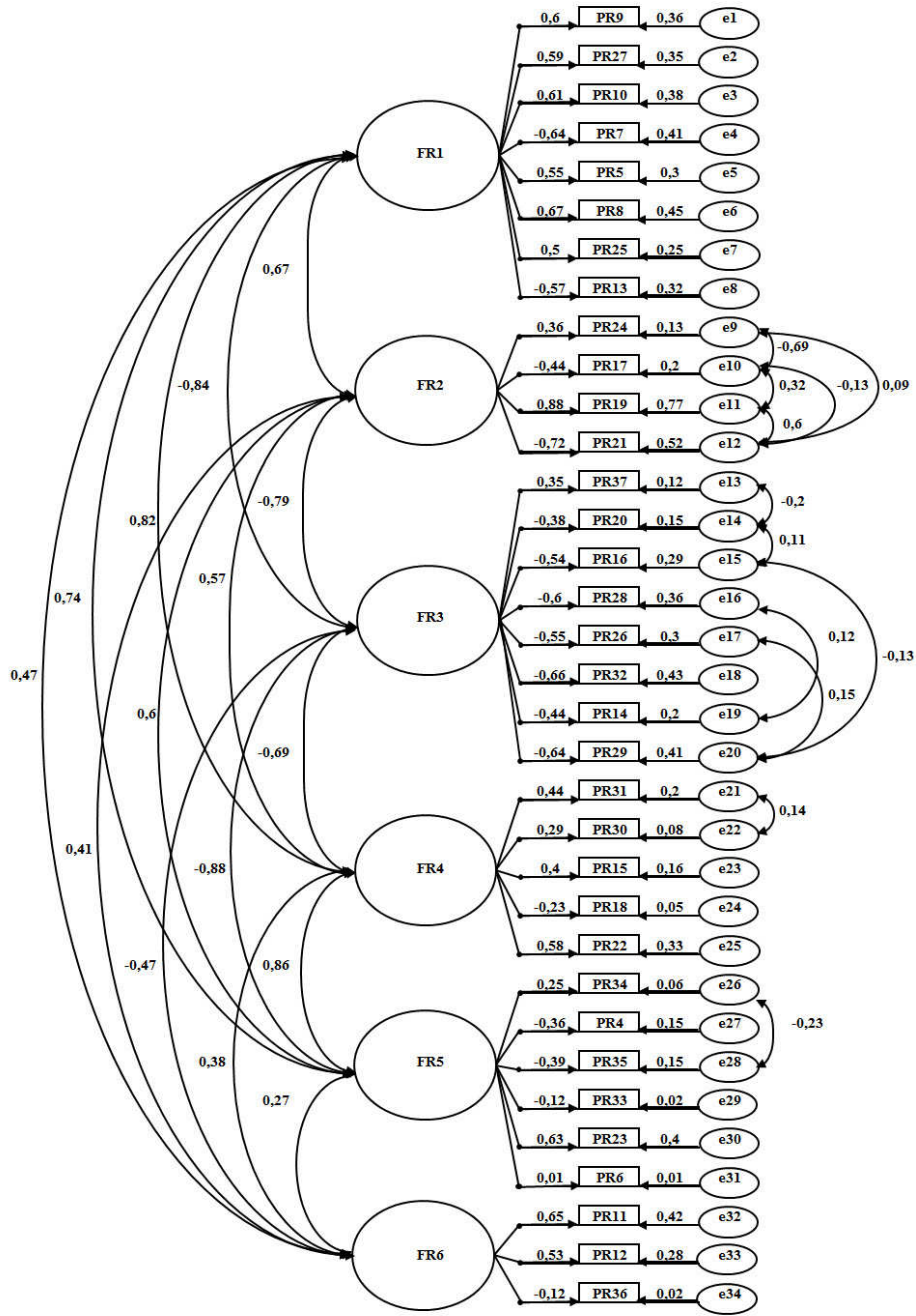 0,6 PR9 0,36 e1
0,59 PR27 0,35 e2
0,61 PR10 0,38 e3
-0,64 PR7 0,41 e4
FR1
0,55 PR5 0,3 e5
0,67 PR8 0,45 e6
0,5 PR25 0,25 e7
0,67
-0,57 PR13 0,32 e8
0,36 PR24 0,13 e9
-0,69
-0,44 PR17 0,2 e10
-0,84
FR2
0,32 -0,13 0,09
0,88 PR19 0,77 e11
0,6
-0,72 PR21 0,52 e12
0,35 PR37 0,12 e13
-0,79
-0,2
0,82
-0,38 PR20 0,15 e14
0,11
-0,54 PR16 0,29 e15
0,57
0,74
-0,6 PR28 0,36 e16
FR3
-0,55 PR26 0,3 e17
0,12
-0,13
0,47
-0,66 PR32 0,43 e18
0,15
0,6
-0,44 PR14 0,2 e19
-0,69
-0,64 PR29 0,41 e20
0,44 PR31 0,2 e21
0,14
0,29 PR30 0,08 e22
0,41
-0,88
FR4
0,4 PR15 0,16 e23
-0,23 PR18 0,05 e24
0,58 PR22 0,33 e25
-0,47
0,86
0,25 PR34 0,06 e26
-0,36 PR4 0,15 e27
-0,23
0,38
FR5
-0,39 PR35 0,15 e28
0,27
-0,12 PR33 0,02 e29
0,63 PR23 0,4 e30
0,01 PR6 0,01 e31
0,65 PR11 0,42 e32
FR6
0,53 PR12 0,28 e33
-0,12 PR36 0,02 e34